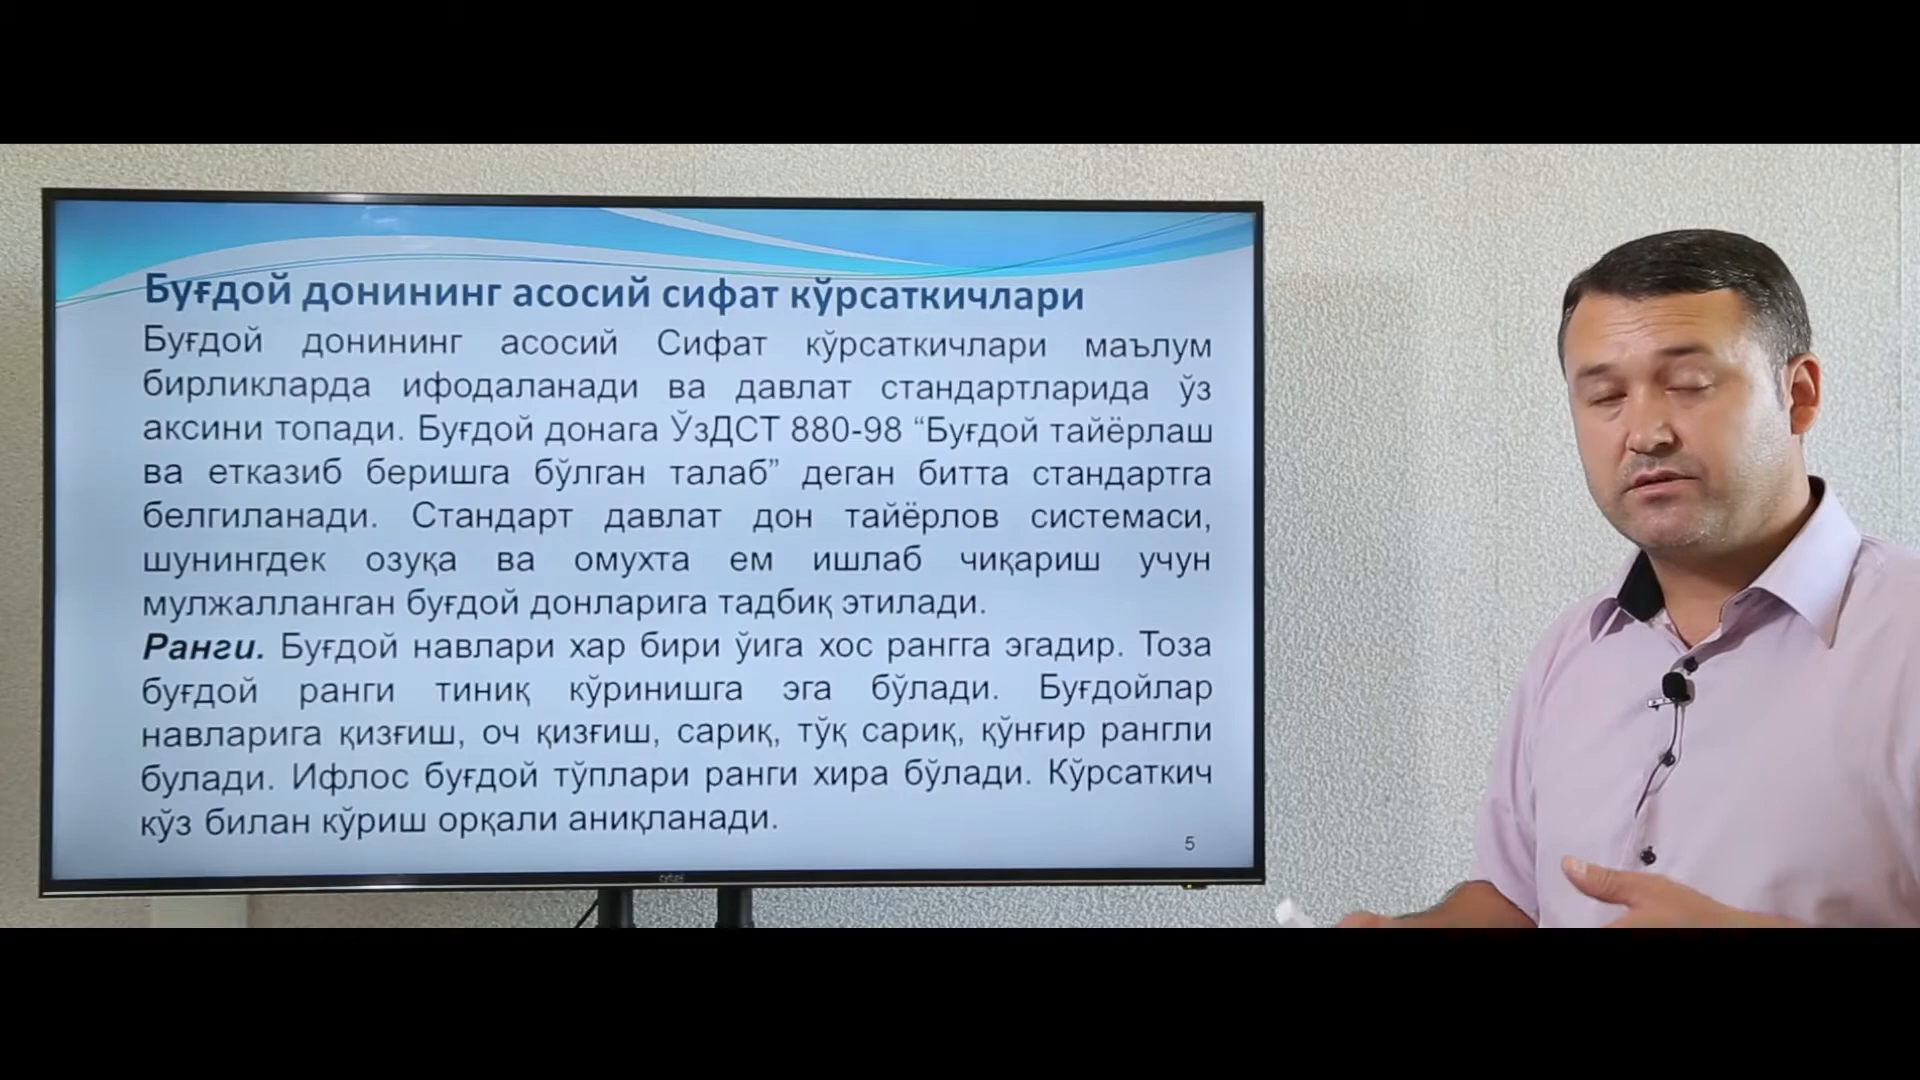 Буғдой донининг асосий сифат кўрсаткичлари
Буғдой донининг асосий Сифат кўрсаткичлари маълум
бирликларда ифодаланади ва давлат стандартларида ўз
аксини топади. Буғдой донага ЎзДСТ 880-98 “Буғдой тайёрлаш
ва етказиб беришга бўлган талаб” деган битта стандартга
белгиланади. Стандарт давлат дон тайёрлов системаси,
шунингдек озуқа ва омухта ем ишлаб чиқариш учун
мулжалланган буғдой донларига тадбиқ этилади.
Ранги. Буғдой навлари хар бири ўига хос рангга эгадир. Тоза
буғдой ранги тиниқ кўринишга эга бўлади. Буғдойлар
навларига қизғиш, оч қизғиш, сариқ, тўқ сариқ, қўнғир рангли
булади. Ифлос буғдой тўплари ранги хира бўлади. Кўрсаткич
кўз билан кўриш орқали аниқланади.
5